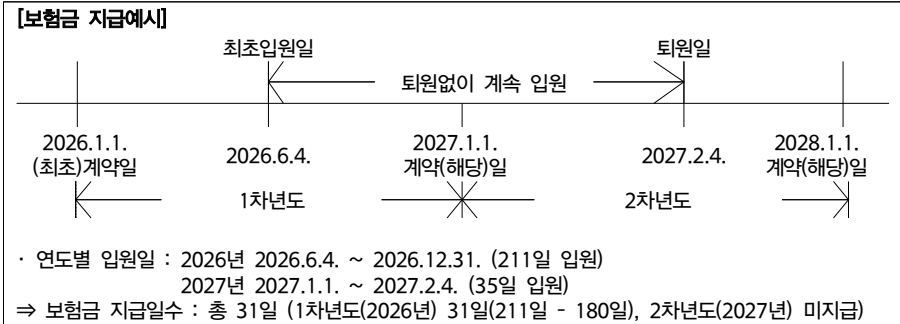 [보험금 지급예시]
최초입원일 퇴원일
퇴원없이 계속 입원
2026.1.1. 2026.6.4. 2027.1.1. 2027.2.4. 2028.1.1.
(최초)계약일 계약(해당)일 계약(해당)일
1차년도 2차년도
· 연도별 입원일 : 2026년 2026.6.4. ~ 2026.12.31. (211일 입원)
2027년 2027.1.1. ~ 2027.2.4. (35일 입원)
⇒ 보험금 지급일수 : 총 31일 (1차년도(2026년) 31일(211일 - 180일), 2차년도(2027년) 미지급)